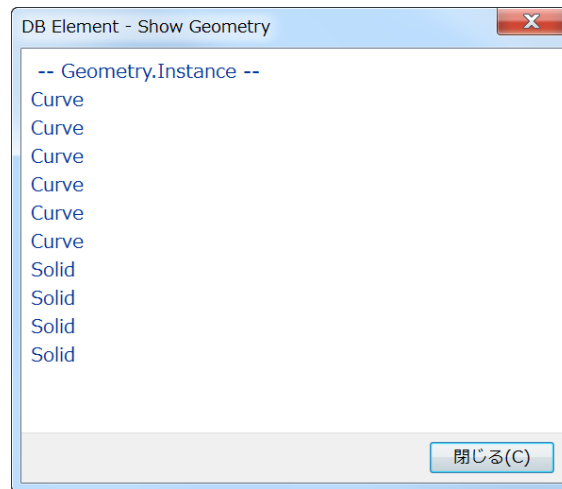 DB Element - Show Geometry
-- Geometry.Instance --
Curve
Curve
Curve
Curve
Curve
Curve
Solid
Solid
Solid
Solid
閉じる(C)